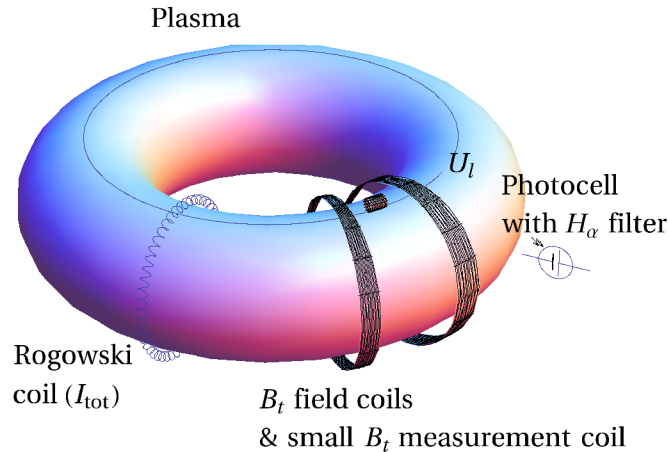 Plasma
U_l
Photocell
with H_α filter
Rogowski
coil (I_tot)
B_t field coils
& small B_t measurement coil